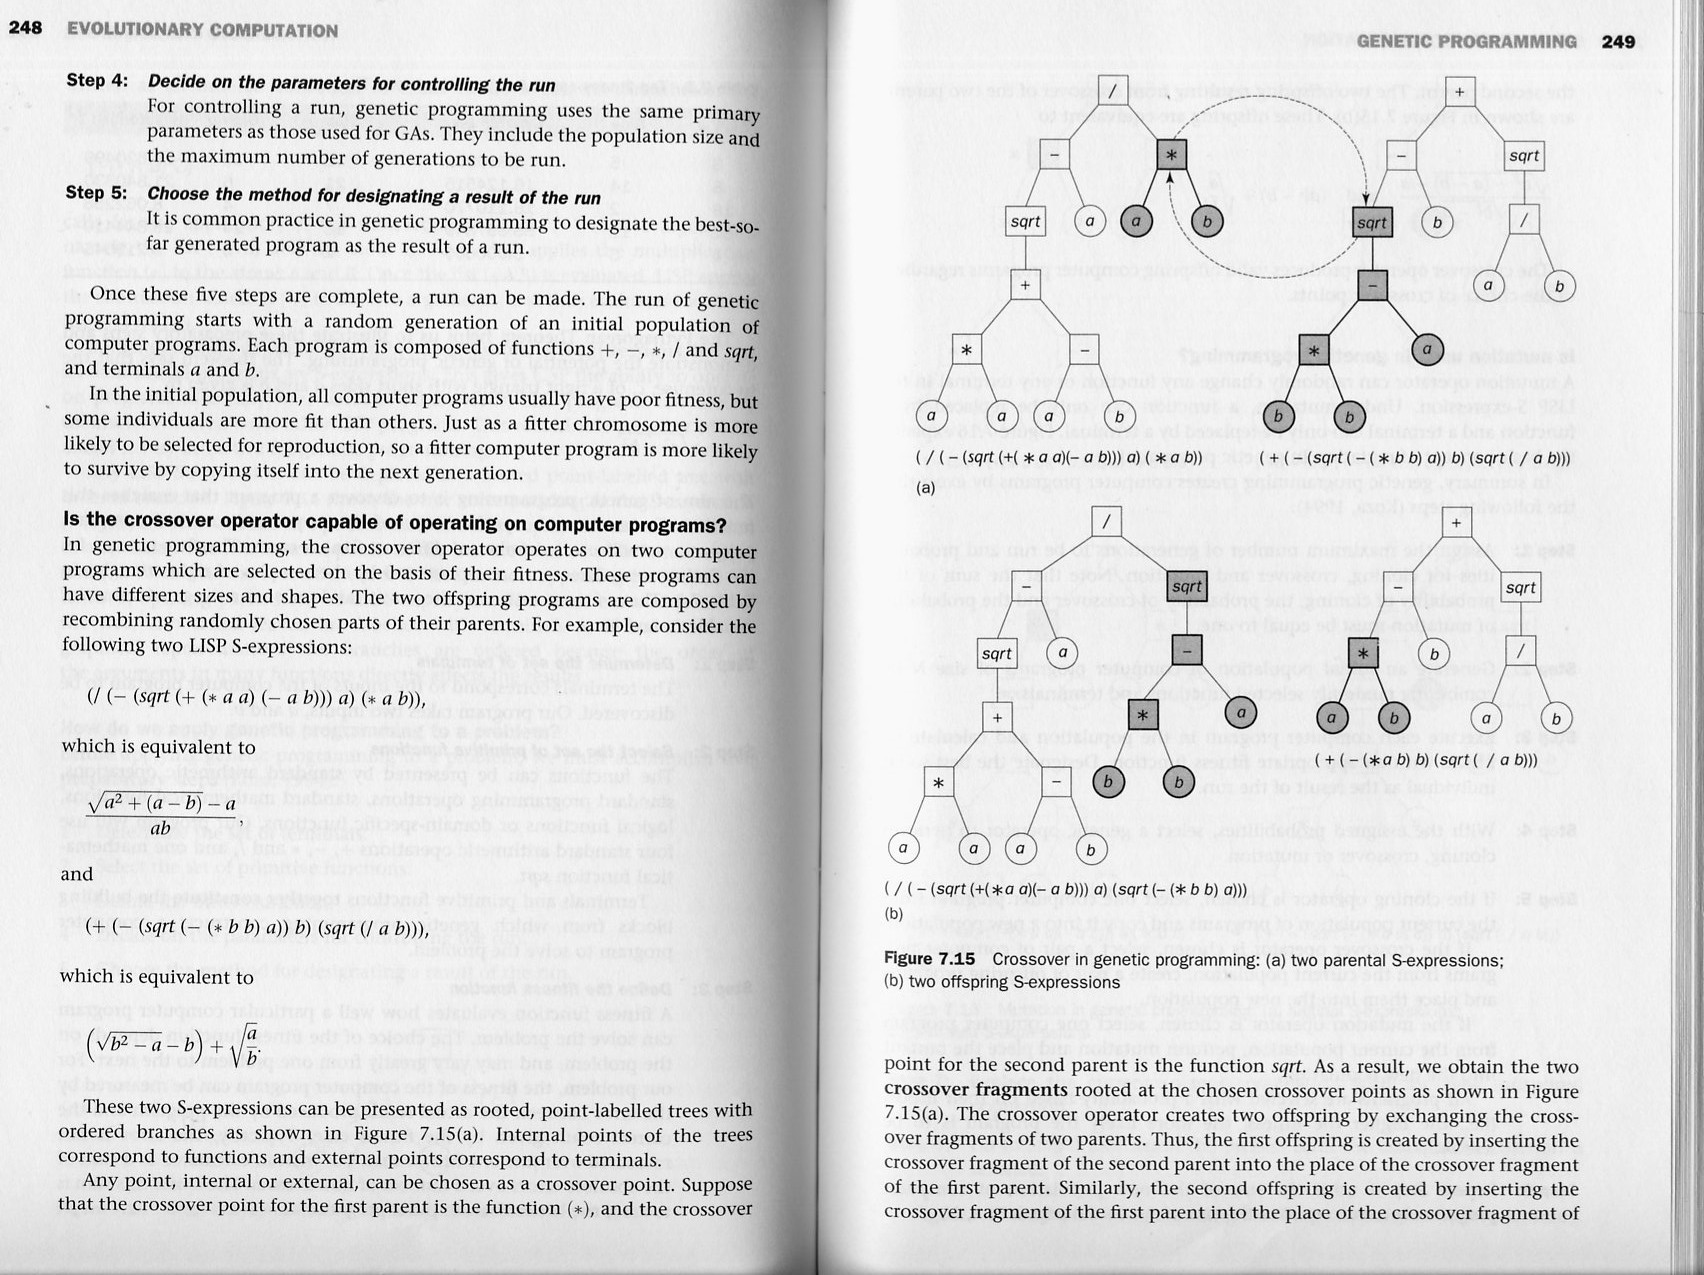 248 EVOLUTIONARY COMPUTATION
Step 4: Decide on the parameters for controlling the run
For controlling a run, genetic programming uses the same primary
parameters as those used for GAs. They include the population size and
the maximum number of generations to be run.
Step 5: Choose the method for designating a result of the run
It is common practice in genetic programming to designate the best-so-
far generated program as the result of a run.
Once these five steps are complete, a run can be made. The run of genetic
programming starts with a random generation of an initial population of
computer programs. Each program is composed of functions +, −, *, / and sqrt,
and terminals a and b.
In the initial population, all computer programs usually have poor fitness, but
some individuals are more fit than others. Just as a fitter chromosome is more
likely to be selected for reproduction, so a fitter computer program is more likely
to survive by copying itself into the next generation.
Is the crossover operator capable of operating on computer programs?
In genetic programming, the crossover operator operates on two computer
programs which are selected on the basis of their fitness. These programs can
have different sizes and shapes. The two offspring programs are composed by
recombining randomly chosen parts of their parents. For example, consider the
following two LISP S-expressions:
(/ (− (sqrt (+ (* a a) (− a b))) a) (* a b)),
which is equivalent to
√a² + (a − b) − a
ab ,
and
(+ (− (sqrt (− (* b b) a)) b) (sqrt (/ a b))),
which is equivalent to
(√b² − a − b) + √a/b.
These two S-expressions can be presented as rooted, point-labelled trees with
ordered branches as shown in Figure 7.15(a). Internal points of the trees
correspond to functions and external points correspond to terminals.
Any point, internal or external, can be chosen as a crossover point. Suppose
that the crossover point for the first parent is the function (*), and the crossover
GENETIC PROGRAMMING 249
/ +
− * − sqrt
sqrt a a b sqrt b /
+ − a b
* − * a
a a a b b b
( / ( − (sqrt (+( * a a)(− a b))) a) ( * a b)) ( + ( − (sqrt ( − ( * b b) a)) b) (sqrt ( / a b)))
(a)
/ +
− sqrt sqrt
sqrt a − * b /
+ * a a b a b
( + ( − (*a b) b) (sqrt ( / a b)))
* − b b
a a a b
( / ( − (sqrt (+(*a a)(− a b))) a) (sqrt (− (* b b) a)))
(b)
Figure 7.15 Crossover in genetic programming: (a) two parental S-expressions;
(b) two offspring S-expressions
point for the second parent is the function sqrt. As a result, we obtain the two
crossover fragments rooted at the chosen crossover points as shown in Figure
7.15(a). The crossover operator creates two offspring by exchanging the cross-
over fragments of two parents. Thus, the first offspring is created by inserting the
crossover fragment of the second parent into the place of the crossover fragment
of the first parent. Similarly, the second offspring is created by inserting the
crossover fragment of the first parent into the place of the crossover fragment of